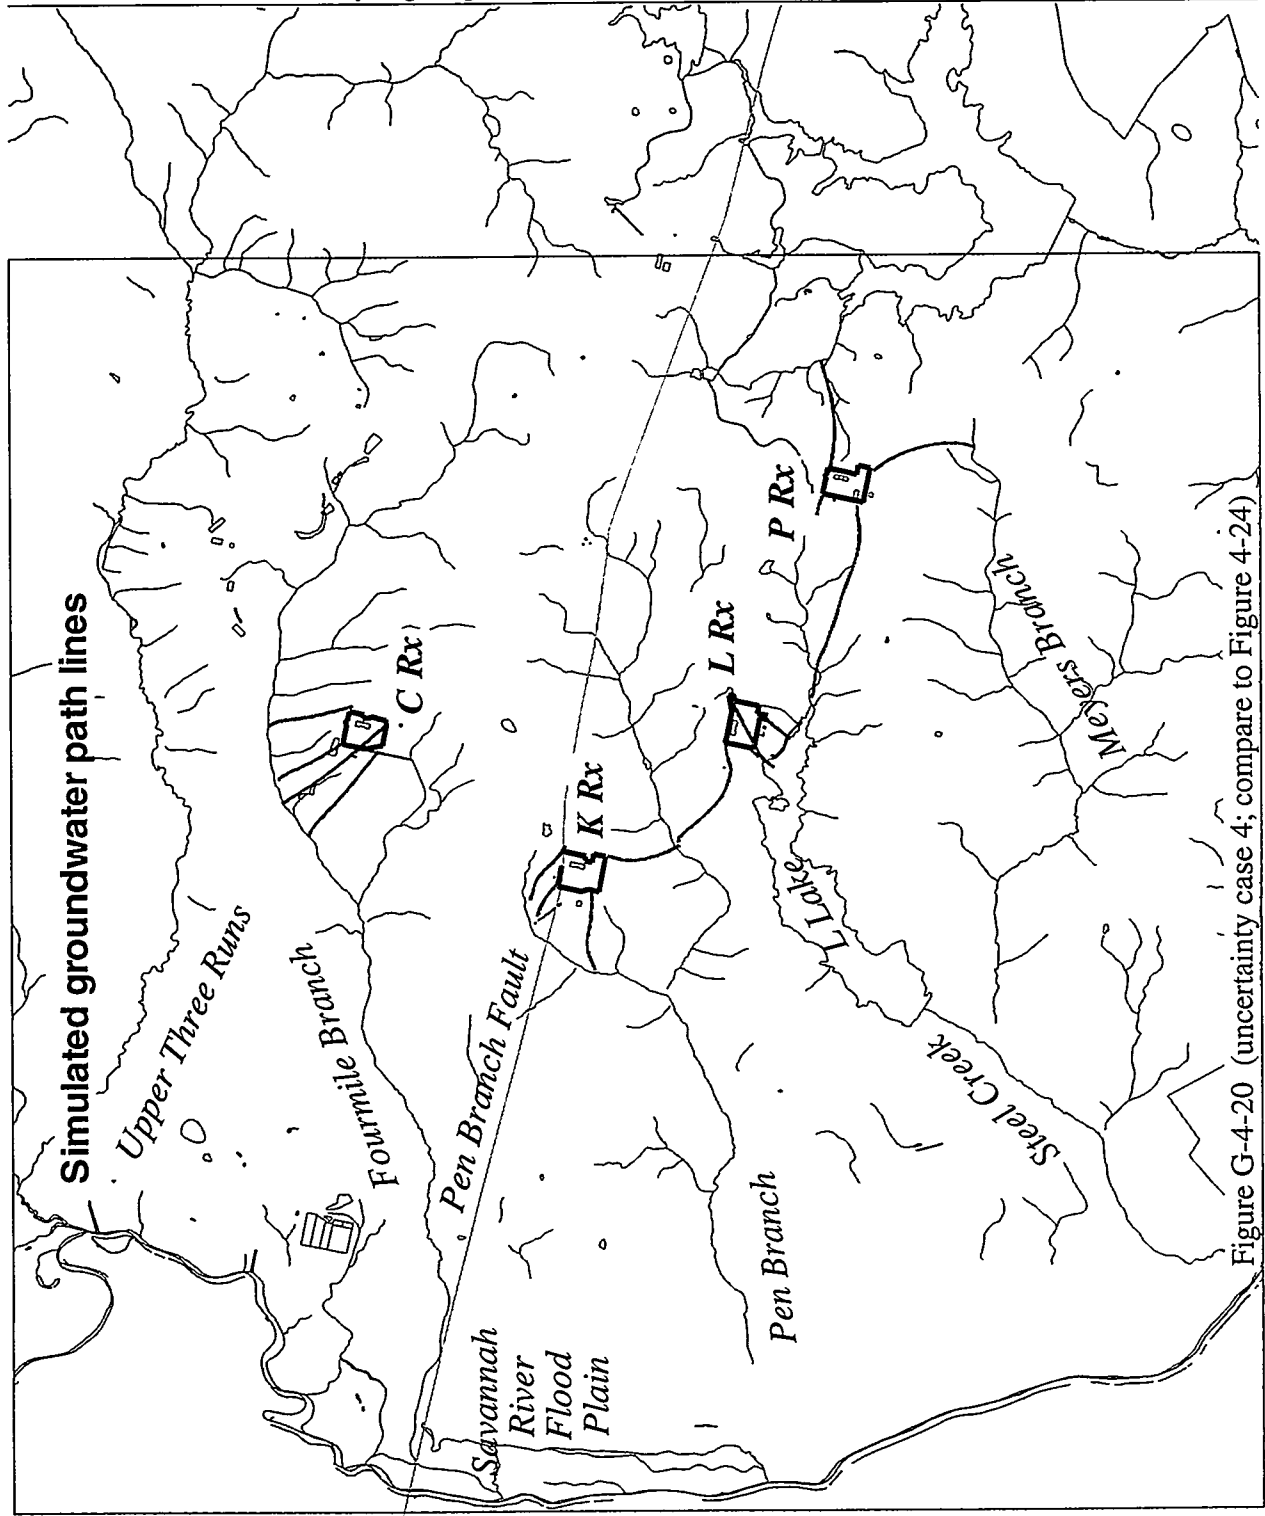 Simulated groundwater path lines
Upper Three Runs
Fourmile Branch
C Rx
Pen Branch Fault
K Rx
L Rx
P Rx
Savannah
River
Flood
Plain
L Lake
Pen Branch
Steel Creek
Meyers Branch
Figure G-4-20 (uncertainty case 4; compare to Figure 4-24)